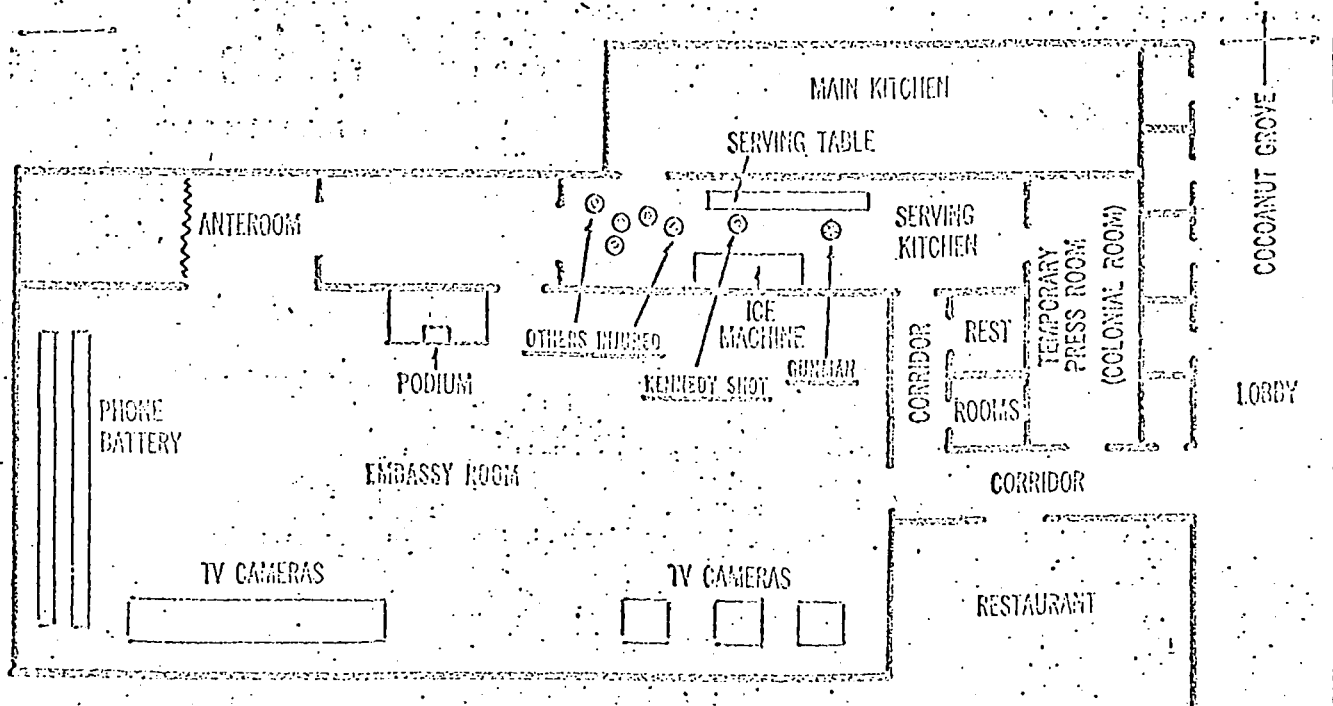 MAIN KITCHEN
SERVING TABLE
COCOANUT GROVE
ANTEROOM
SERVING
KITCHEN
TEMPORARY
PRESS ROOM
(COLONIAL ROOM)
OTHERS INJURED
ICE
MACHINE
KENNEDY SHOT
GUNMAN
CORRIDOR
REST
ROOMS
PODIUM
PHONE
BATTERY
LOBBY
EMBASSY ROOM
CORRIDOR
TV CAMERAS
TV CAMERAS
RESTAURANT